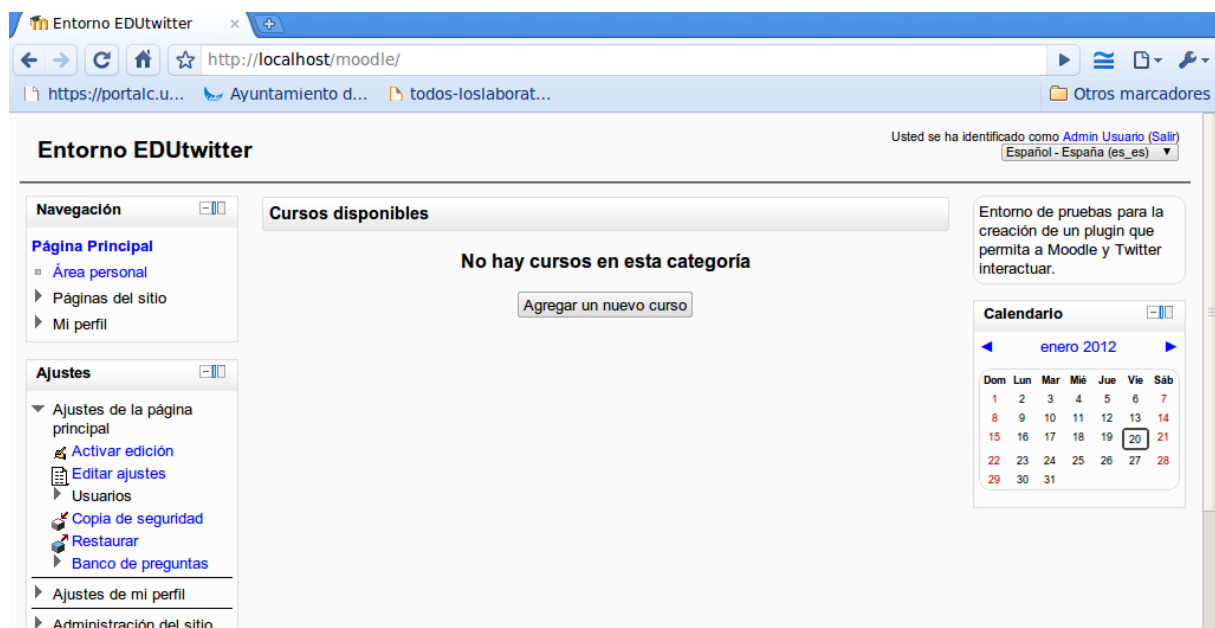 Entorno EDUtwitter
http://localhost/moodle/
https://portalc.u... Ayuntamiento d... todos-loslaborat... Otros marcadores
Entorno EDUtwitter
Usted se ha identificado como Admin Usuario (Salir)
Español - España (es_es)
Navegación
Página Principal
Área personal
Páginas del sitio
Mi perfil
Ajustes
Ajustes de la página
principal
Activar edición
Editar ajustes
Usuarios
Copia de seguridad
Restaurar
Banco de preguntas
Ajustes de mi perfil
Administración del sitio
Cursos disponibles
No hay cursos en esta categoría
Agregar un nuevo curso
Entorno de pruebas para la
creación de un plugin que
permita a Moodle y Twitter
interactuar.
Calendario
enero 2012
Dom Lun Mar Mié Jue Vie Sáb
1 2 3 4 5 6 7
8 9 10 11 12 13 14
15 16 17 18 19 20 21
22 23 24 25 26 27 28
29 30 31